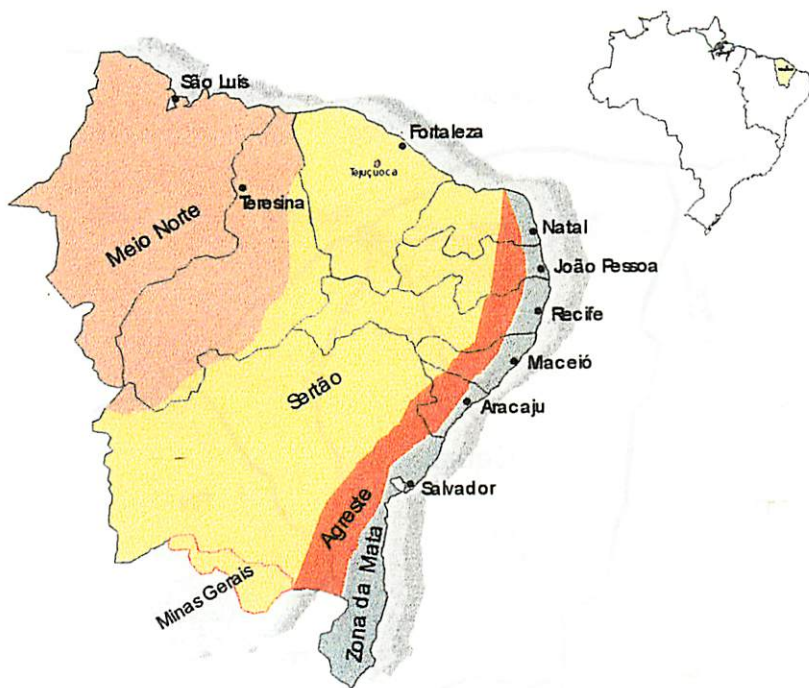 São Luís
Fortaleza
Tejuçuoca
Teresina
Meio Norte
Natal
João Pessoa
Recife
Maceió
Sertão
Aracaju
Salvador
Agreste
Zona da Mata
Minas Gerais